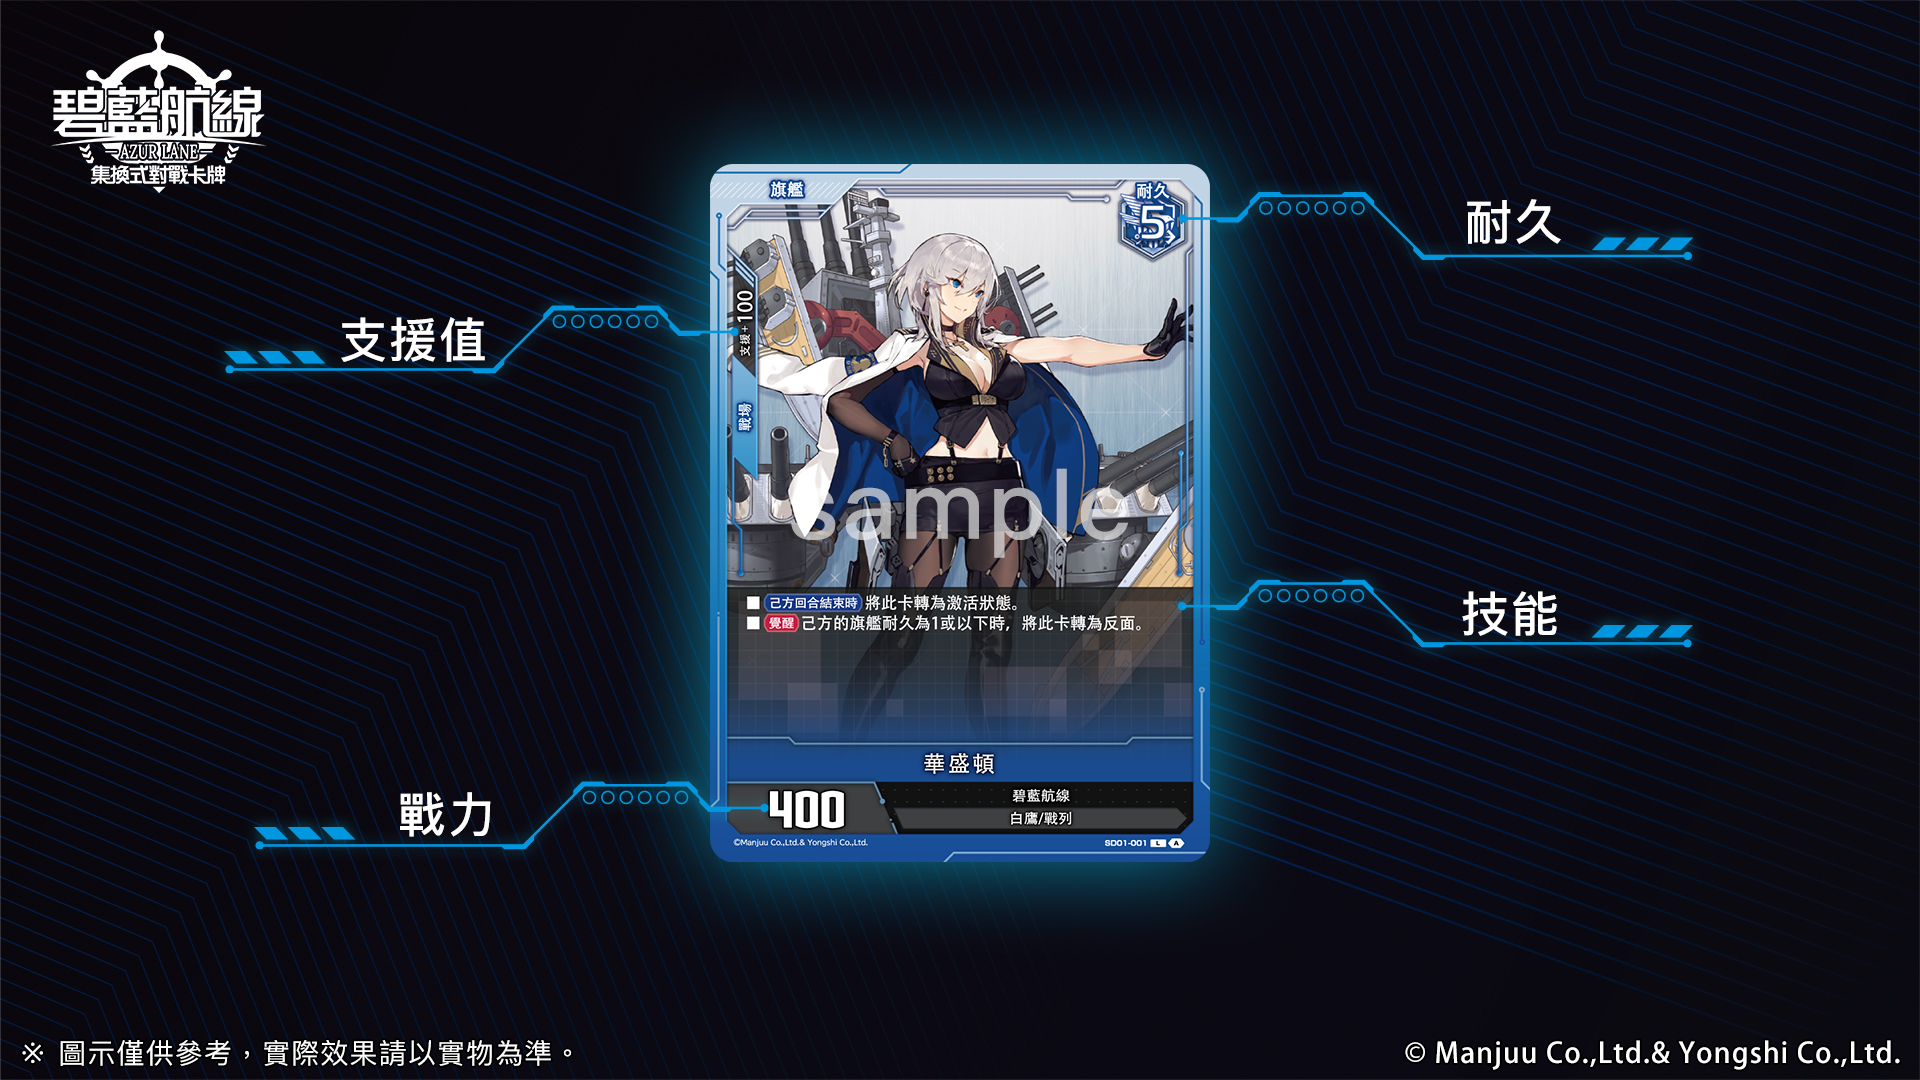 碧藍航線
AZUR LANE
集換式對戰卡牌
旗艦
耐久
5
耐久
支援+100
支援值
戰場
sample
己方回合結束時 將此卡轉為激活狀態。
覺醒 己方的旗艦耐久為1或以下時，將此卡轉為反面。
技能
華盛頓
戰力
400
碧藍航線
白鷹/戰列
©Manjuu Co.,Ltd.& Yongshi Co.,Ltd.
SD01-001 L A
※ 圖示僅供參考，實際效果請以實物為準。
© Manjuu Co.,Ltd.& Yongshi Co.,Ltd.